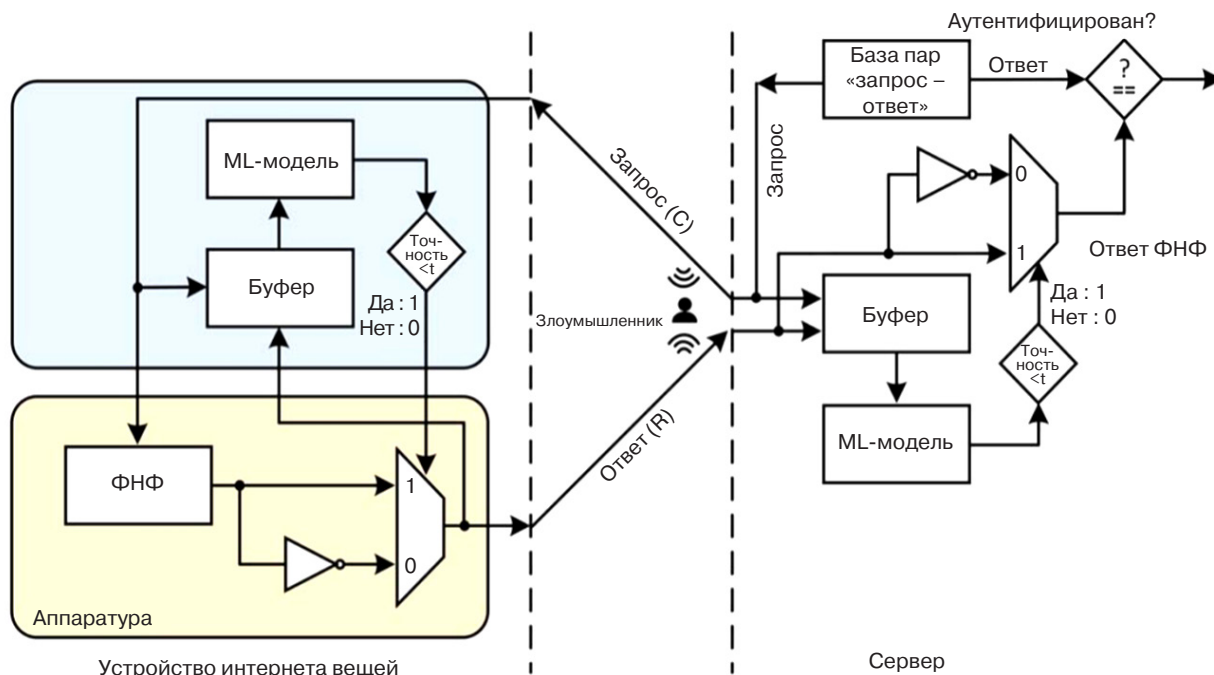 Аутентифицирован?
База пар
«запрос –
ответ»
Ответ
?
==
ML-модель
Запрос (C)
Запрос
0
Точ-
ность
<t
Буфер
1
Ответ ФНФ
Да : 1
Нет : 0
Злоумышленник
Буфер
Да : 1
Нет : 0
Точ-
ность
<t
ML-модель
Ответ (R)
ФНФ
1
0
Аппаратура
Устройство интернета вещей
Сервер